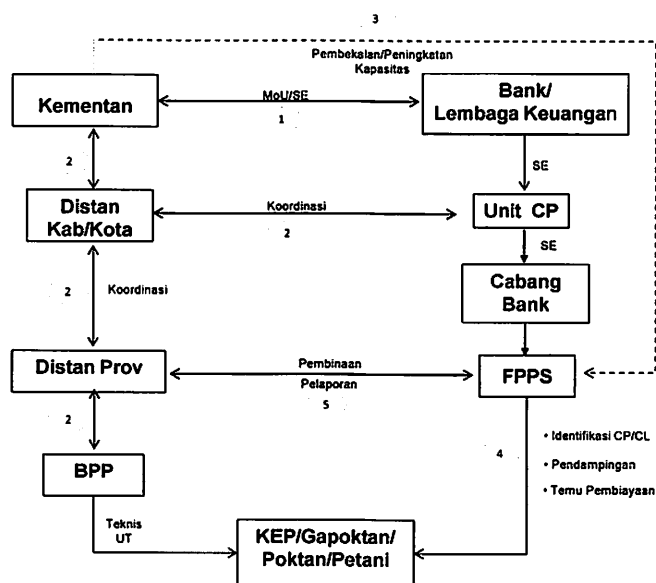 3
Pembekalan/Peningkatan
Kapasitas
Kementan
MoU/SE
1
Bank/
Lembaga Keuangan
2
SE
Distan
Kab/Kota
Koordinasi
2
Unit CP
SE
2
Koordinasi
Cabang
Bank
Distan Prov
Pembinaan
Pelaporan
5
FPPS
2
4
• Identifikasi CP/CL
• Pendampingan
• Temu Pembiayaan
BPP
Teknis
UT
KEP/Gapoktan/
Poktan/Petani